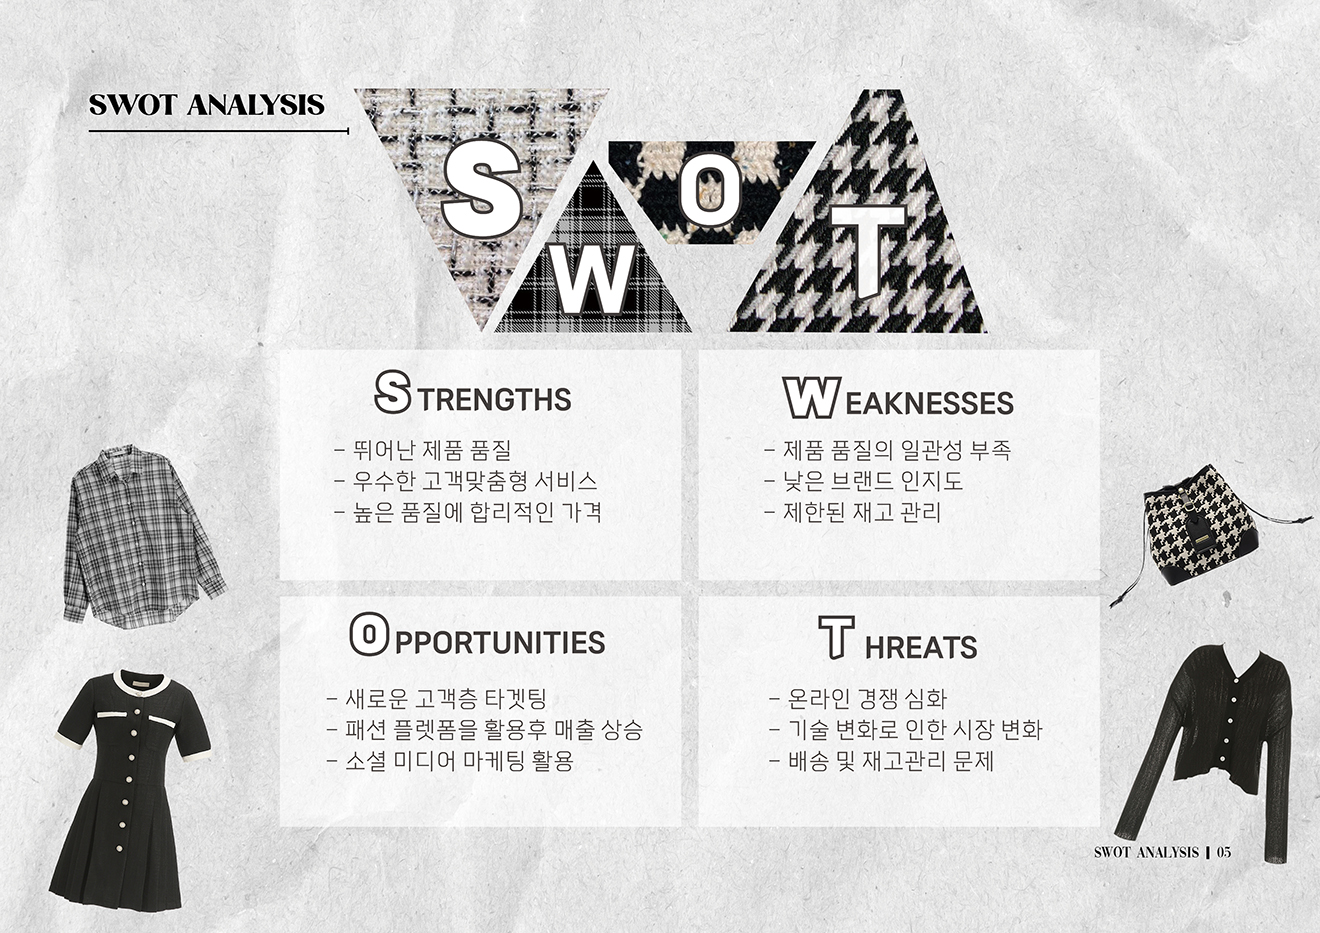 SWOT ANALYSIS
S
W
O
T
STRENGTHS
- 뛰어난 제품 품질
- 우수한 고객맞춤형 서비스
- 높은 품질에 합리적인 가격
WEAKNESSES
- 제품 품질의 일관성 부족
- 낮은 브랜드 인지도
- 제한된 재고 관리
OPPORTUNITIES
- 새로운 고객층 타겟팅
- 패션 플렛폼을 활용후 매출 상승
- 소셜 미디어 마케팅 활용
THREATS
- 온라인 경쟁 심화
- 기술 변화로 인한 시장 변화
- 배송 및 재고관리 문제
SWOT ANALYSIS | 05